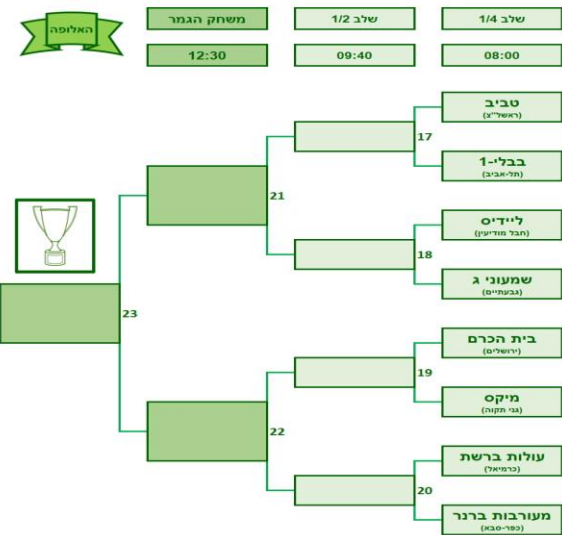 שלב 1/4
שלב 1/2
משחק הגמר
האלופה
08:00
09:40
12:30
טביב
(ראשל"צ)
17
בבלי-1
(תל-אביב)
21
לידיס
(חבל מודיעין)
18
שמעוני ג
(גבעתיים)
23
בית הכרם
(ירושלים)
19
מיקס
(גני תקוה)
22
עולות ברשת
(כרמיאל)
20
מעורבות ברנר
(כפר-סבא)